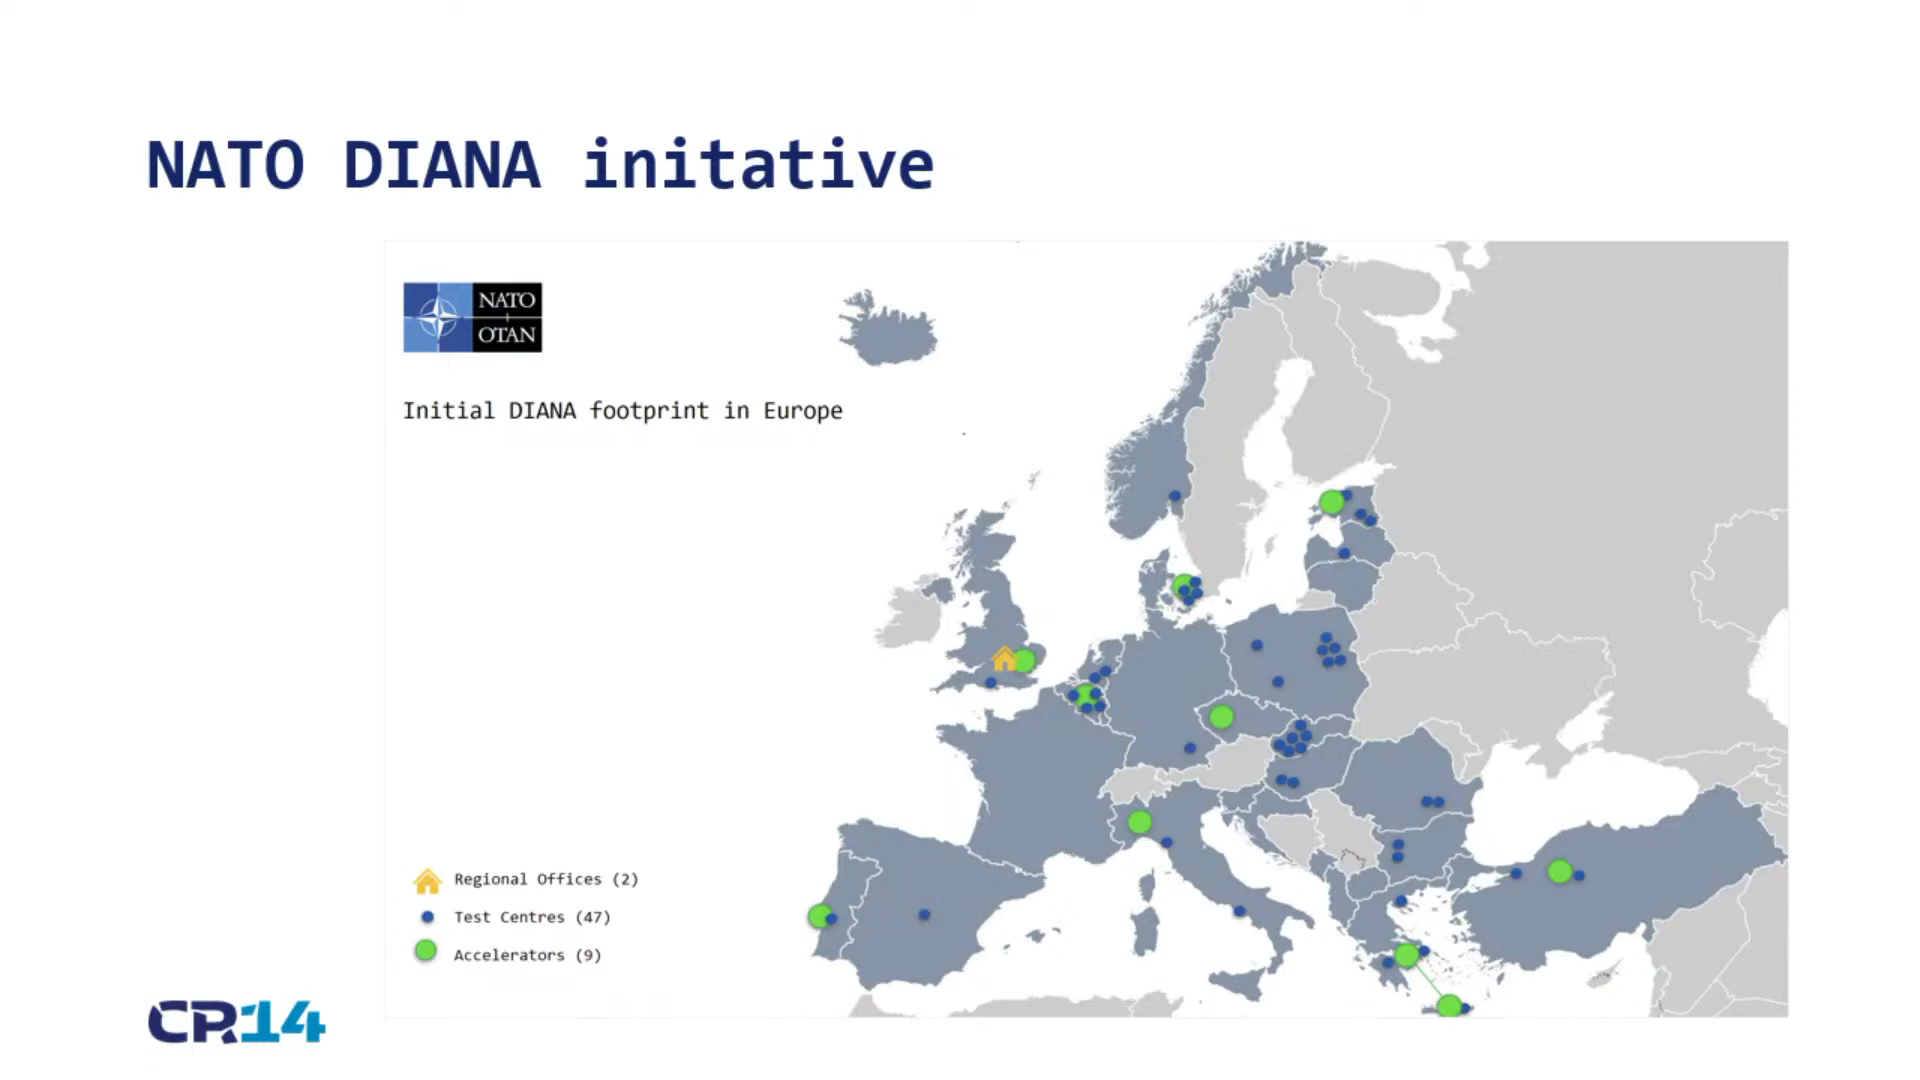 NATO DIANA initative
NATO
OTAN
Initial DIANA footprint in Europe
Regional Offices (2)
Test Centres (47)
Accelerators (9)
CR14